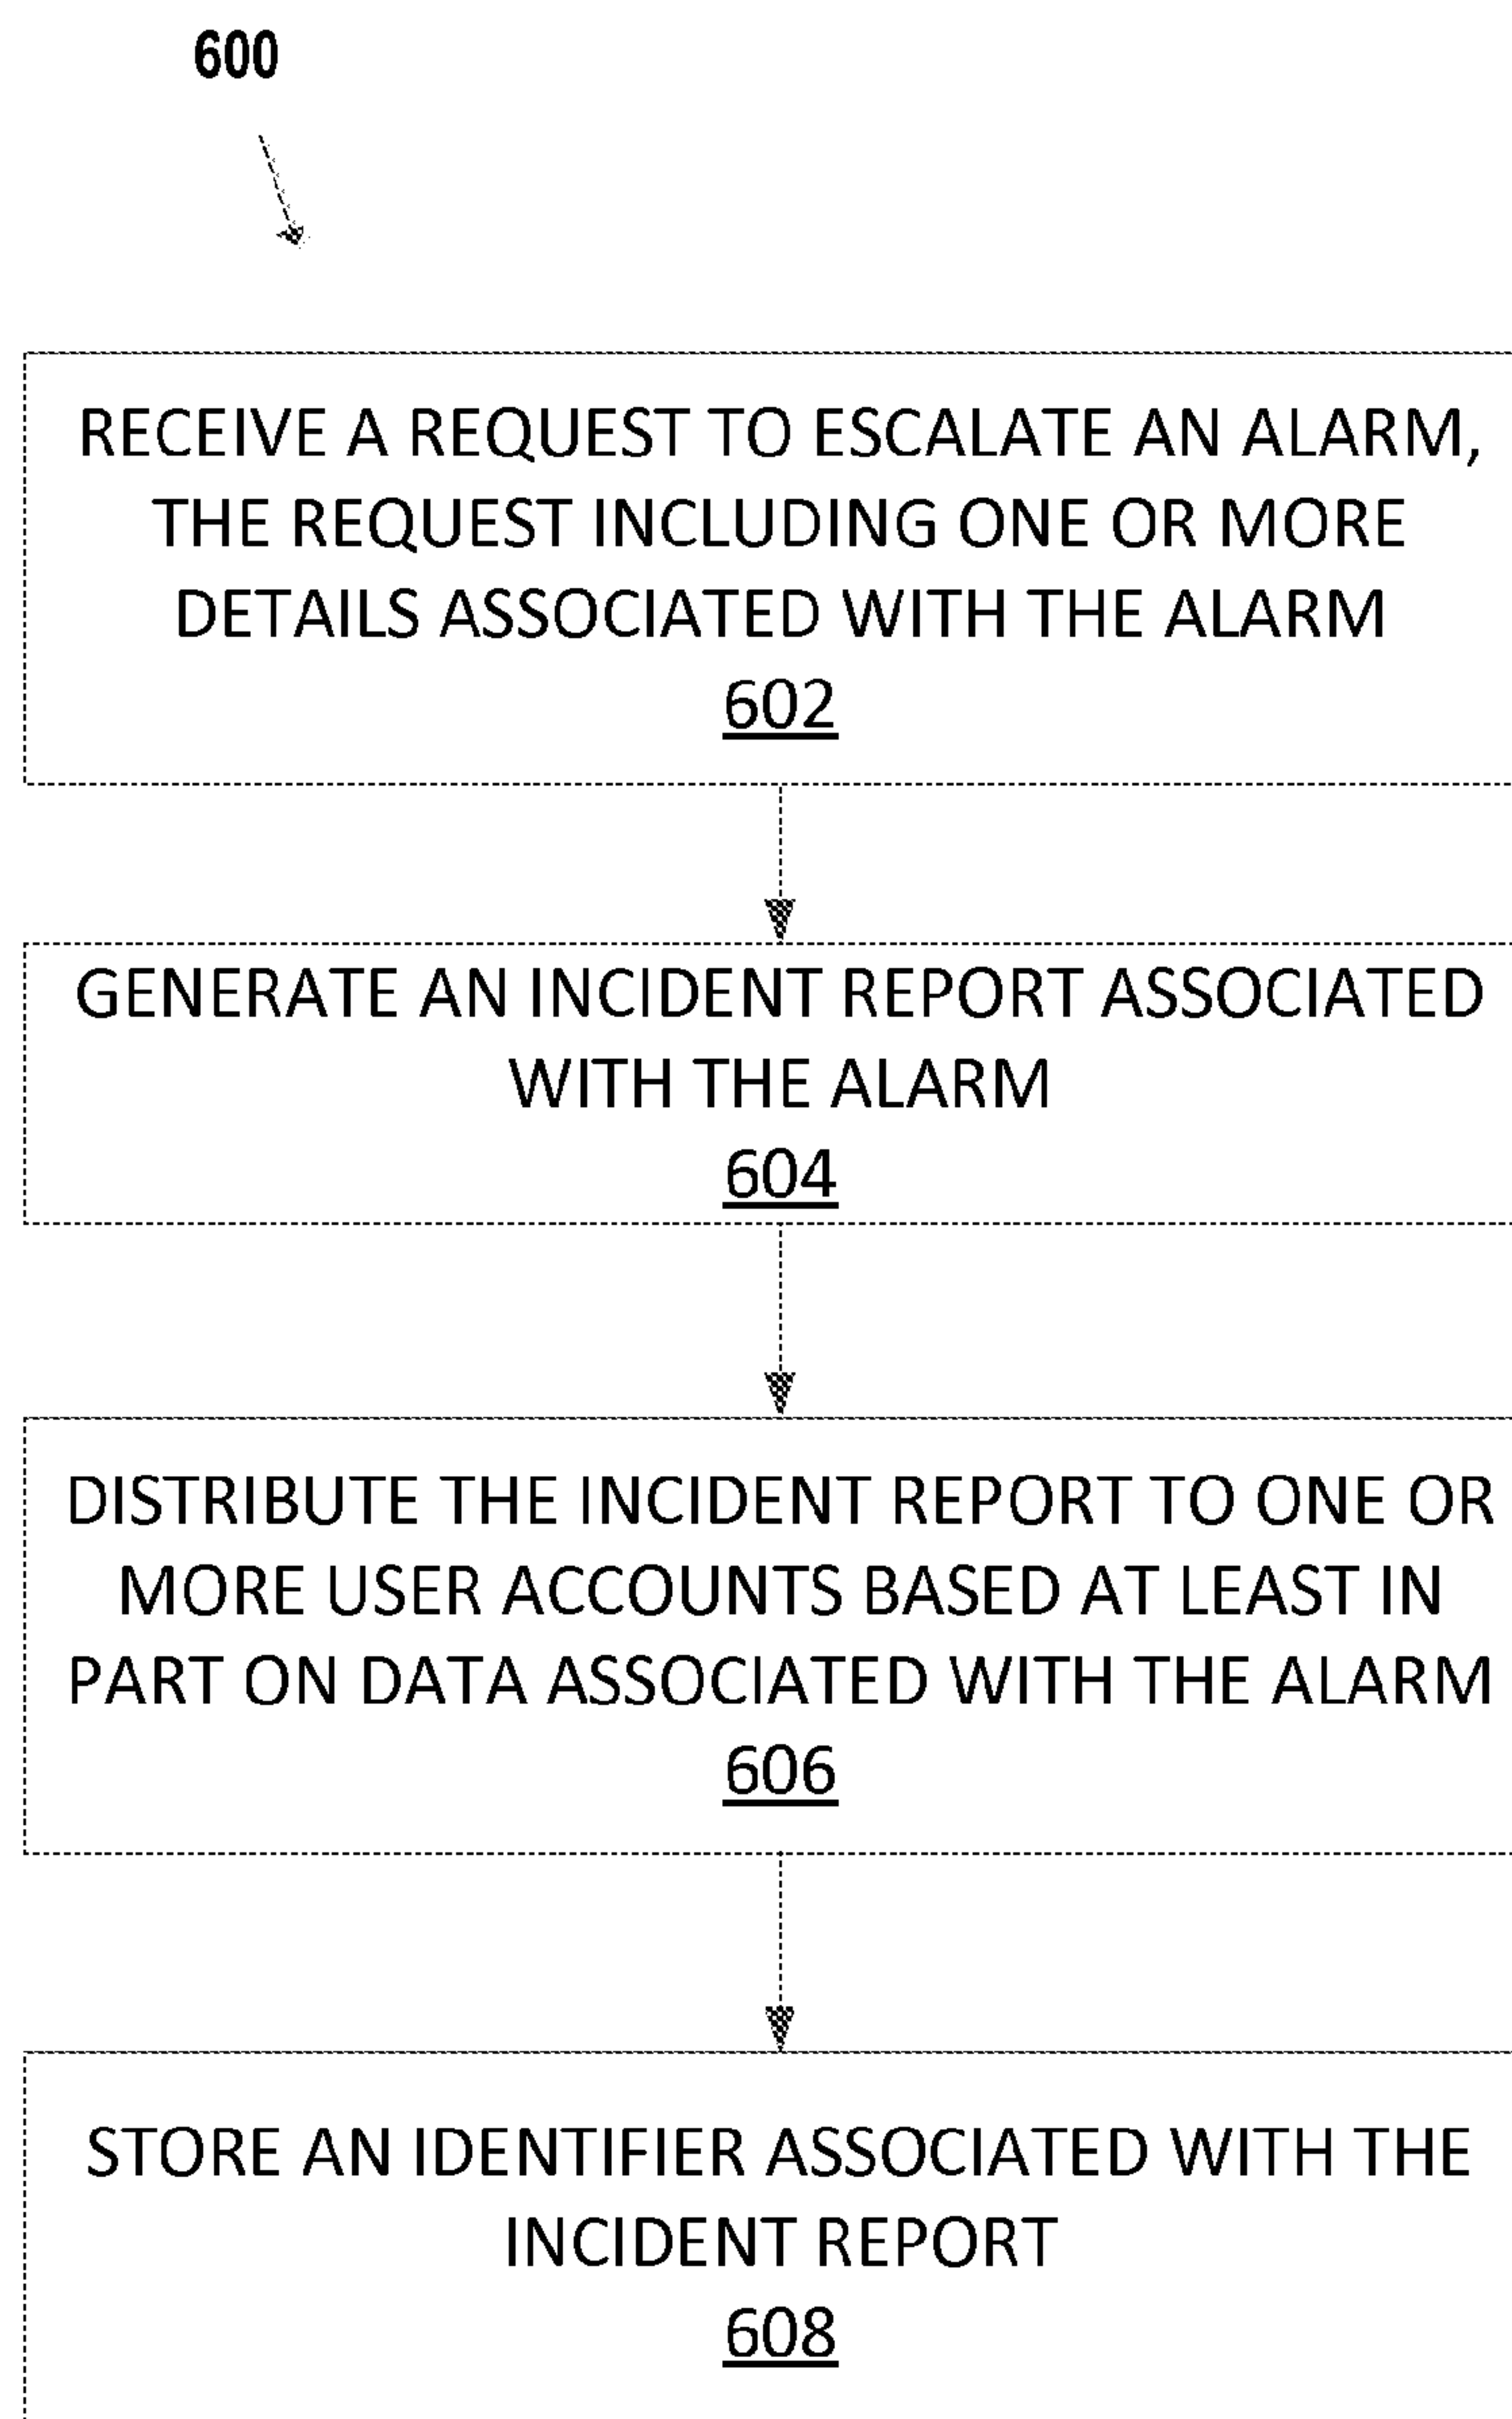 600
RECEIVE A REQUEST TO ESCALATE AN ALARM,
THE REQUEST INCLUDING ONE OR MORE
DETAILS ASSOCIATED WITH THE ALARM
602
GENERATE AN INCIDENT REPORT ASSOCIATED
WITH THE ALARM
604
DISTRIBUTE THE INCIDENT REPORT TO ONE OR
MORE USER ACCOUNTS BASED AT LEAST IN
PART ON DATA ASSOCIATED WITH THE ALARM
606
STORE AN IDENTIFIER ASSOCIATED WITH THE
INCIDENT REPORT
608